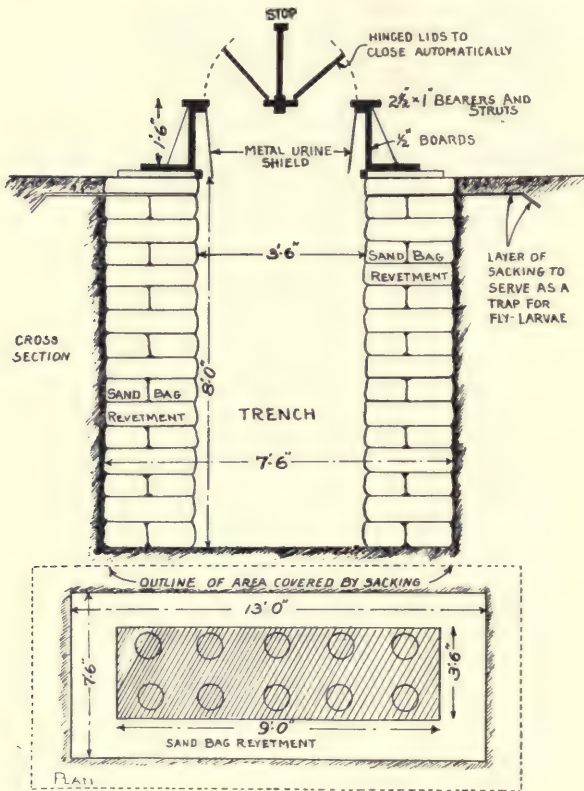 STOP
HINGED LIDS TO
CLOSE AUTOMATICALLY
2½ × 1" BEARERS AND
STRUTS
½" BOARDS
1'·6"
METAL URINE
SHIELD
3'·6"
SAND BAG
REVETMENT
LAYER OF
SACKING TO
SERVE AS A
TRAP FOR
FLY-LARVAE
CROSS
SECTION
8'·0"
SAND BAG
REVETMENT
TRENCH
7'·6"
OUTLINE OF AREA COVERED BY SACKING
13'0"
7'·6"
3'·6"
9'·0"
SAND BAG REVETMENT
PLAN